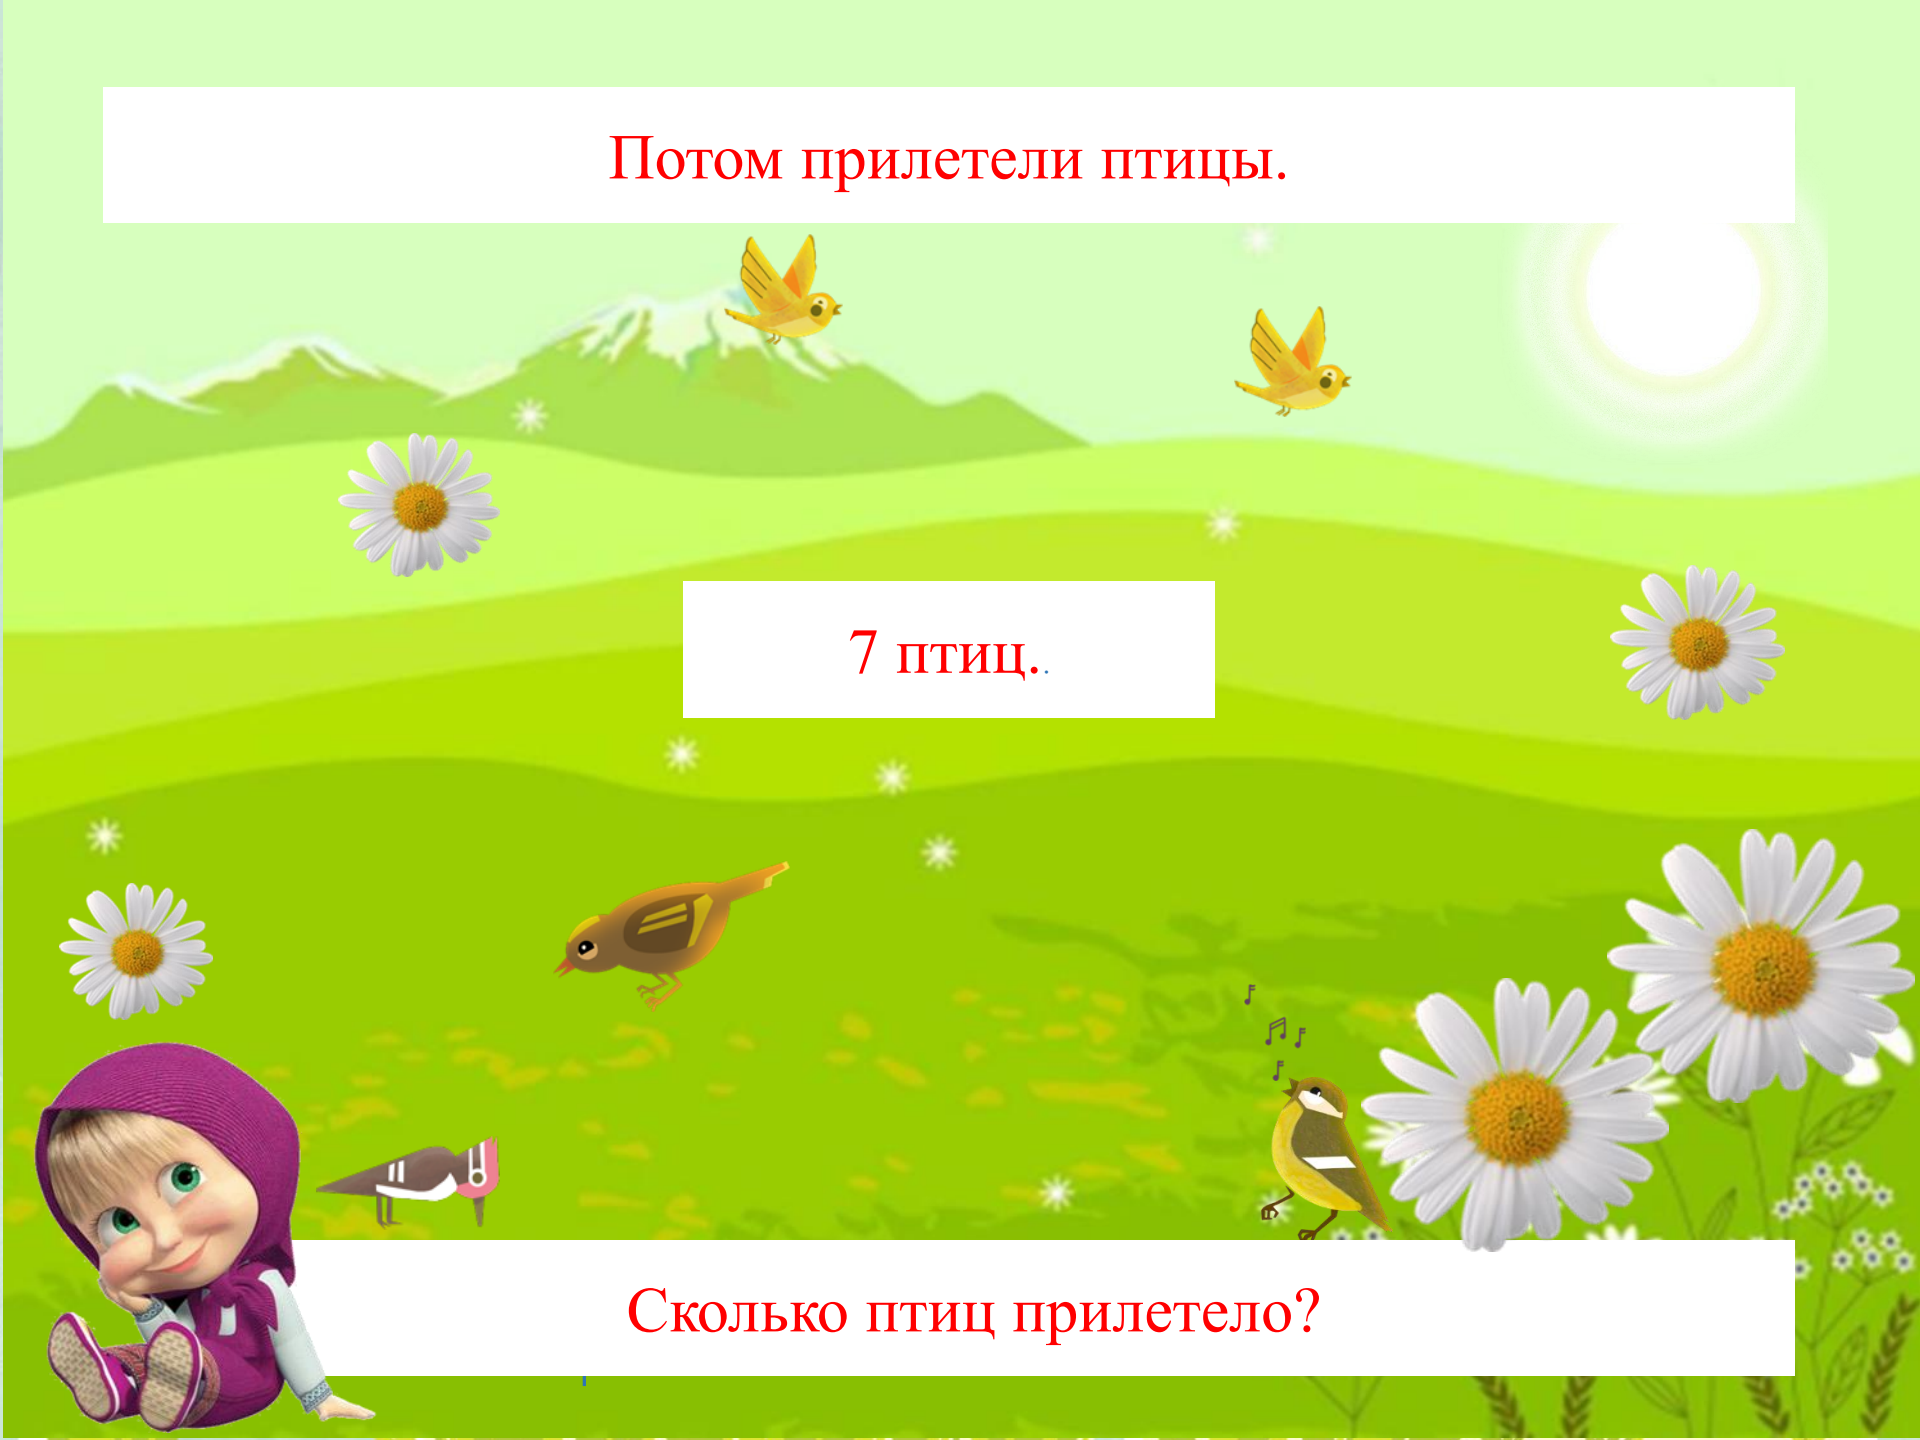 Потом прилетели птицы.
7 птиц..
Сколько птиц прилетело?